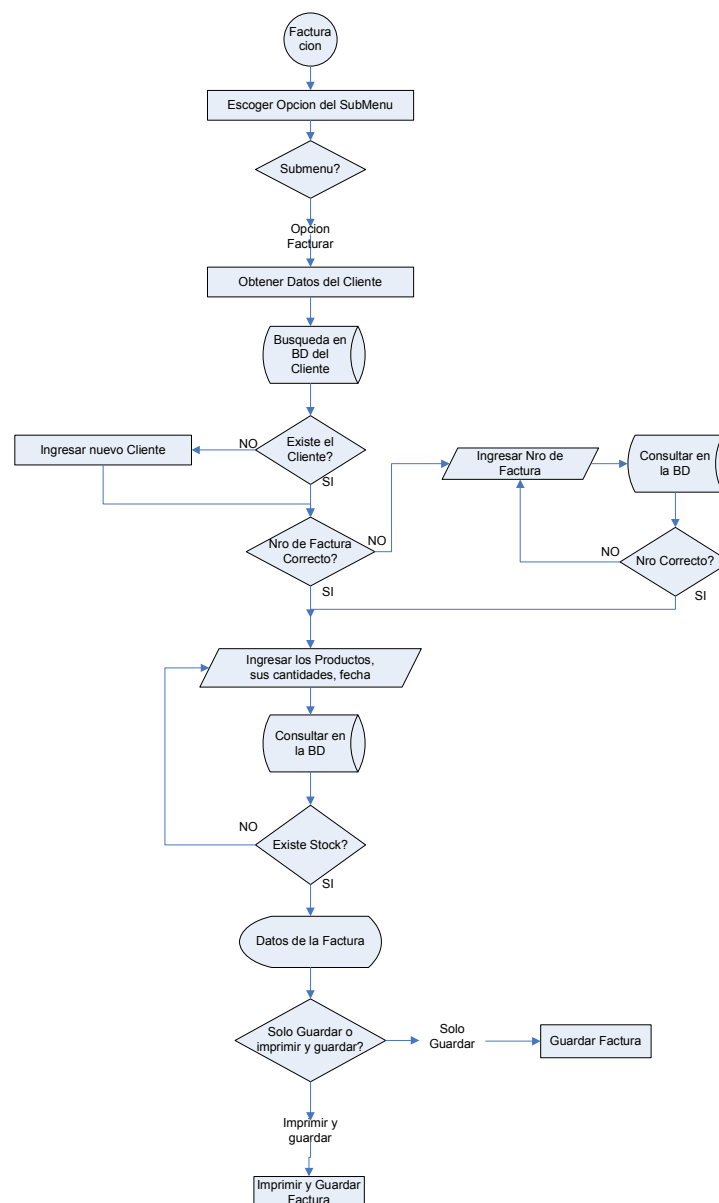 Factura
cion
Escoger Opcion del SubMenu
Submenu?
Opcion
Facturar
Obtener Datos del Cliente
Busqueda en
BD del
Cliente
Existe el
Cliente?
NO
Ingresar nuevo Cliente
SI
Ingresar Nro de
Factura
Consultar en
la BD
Nro de Factura
Correcto?
NO
SI
Nro Correcto?
NO
SI
Ingresar los Productos,
sus cantidades, fecha
Consultar en
la BD
Existe Stock?
NO
SI
Datos de la Factura
Solo Guardar o
imprimir y guardar?
Solo
Guardar
Guardar Factura
Imprimir y
guardar
Imprimir y Guardar
Factura